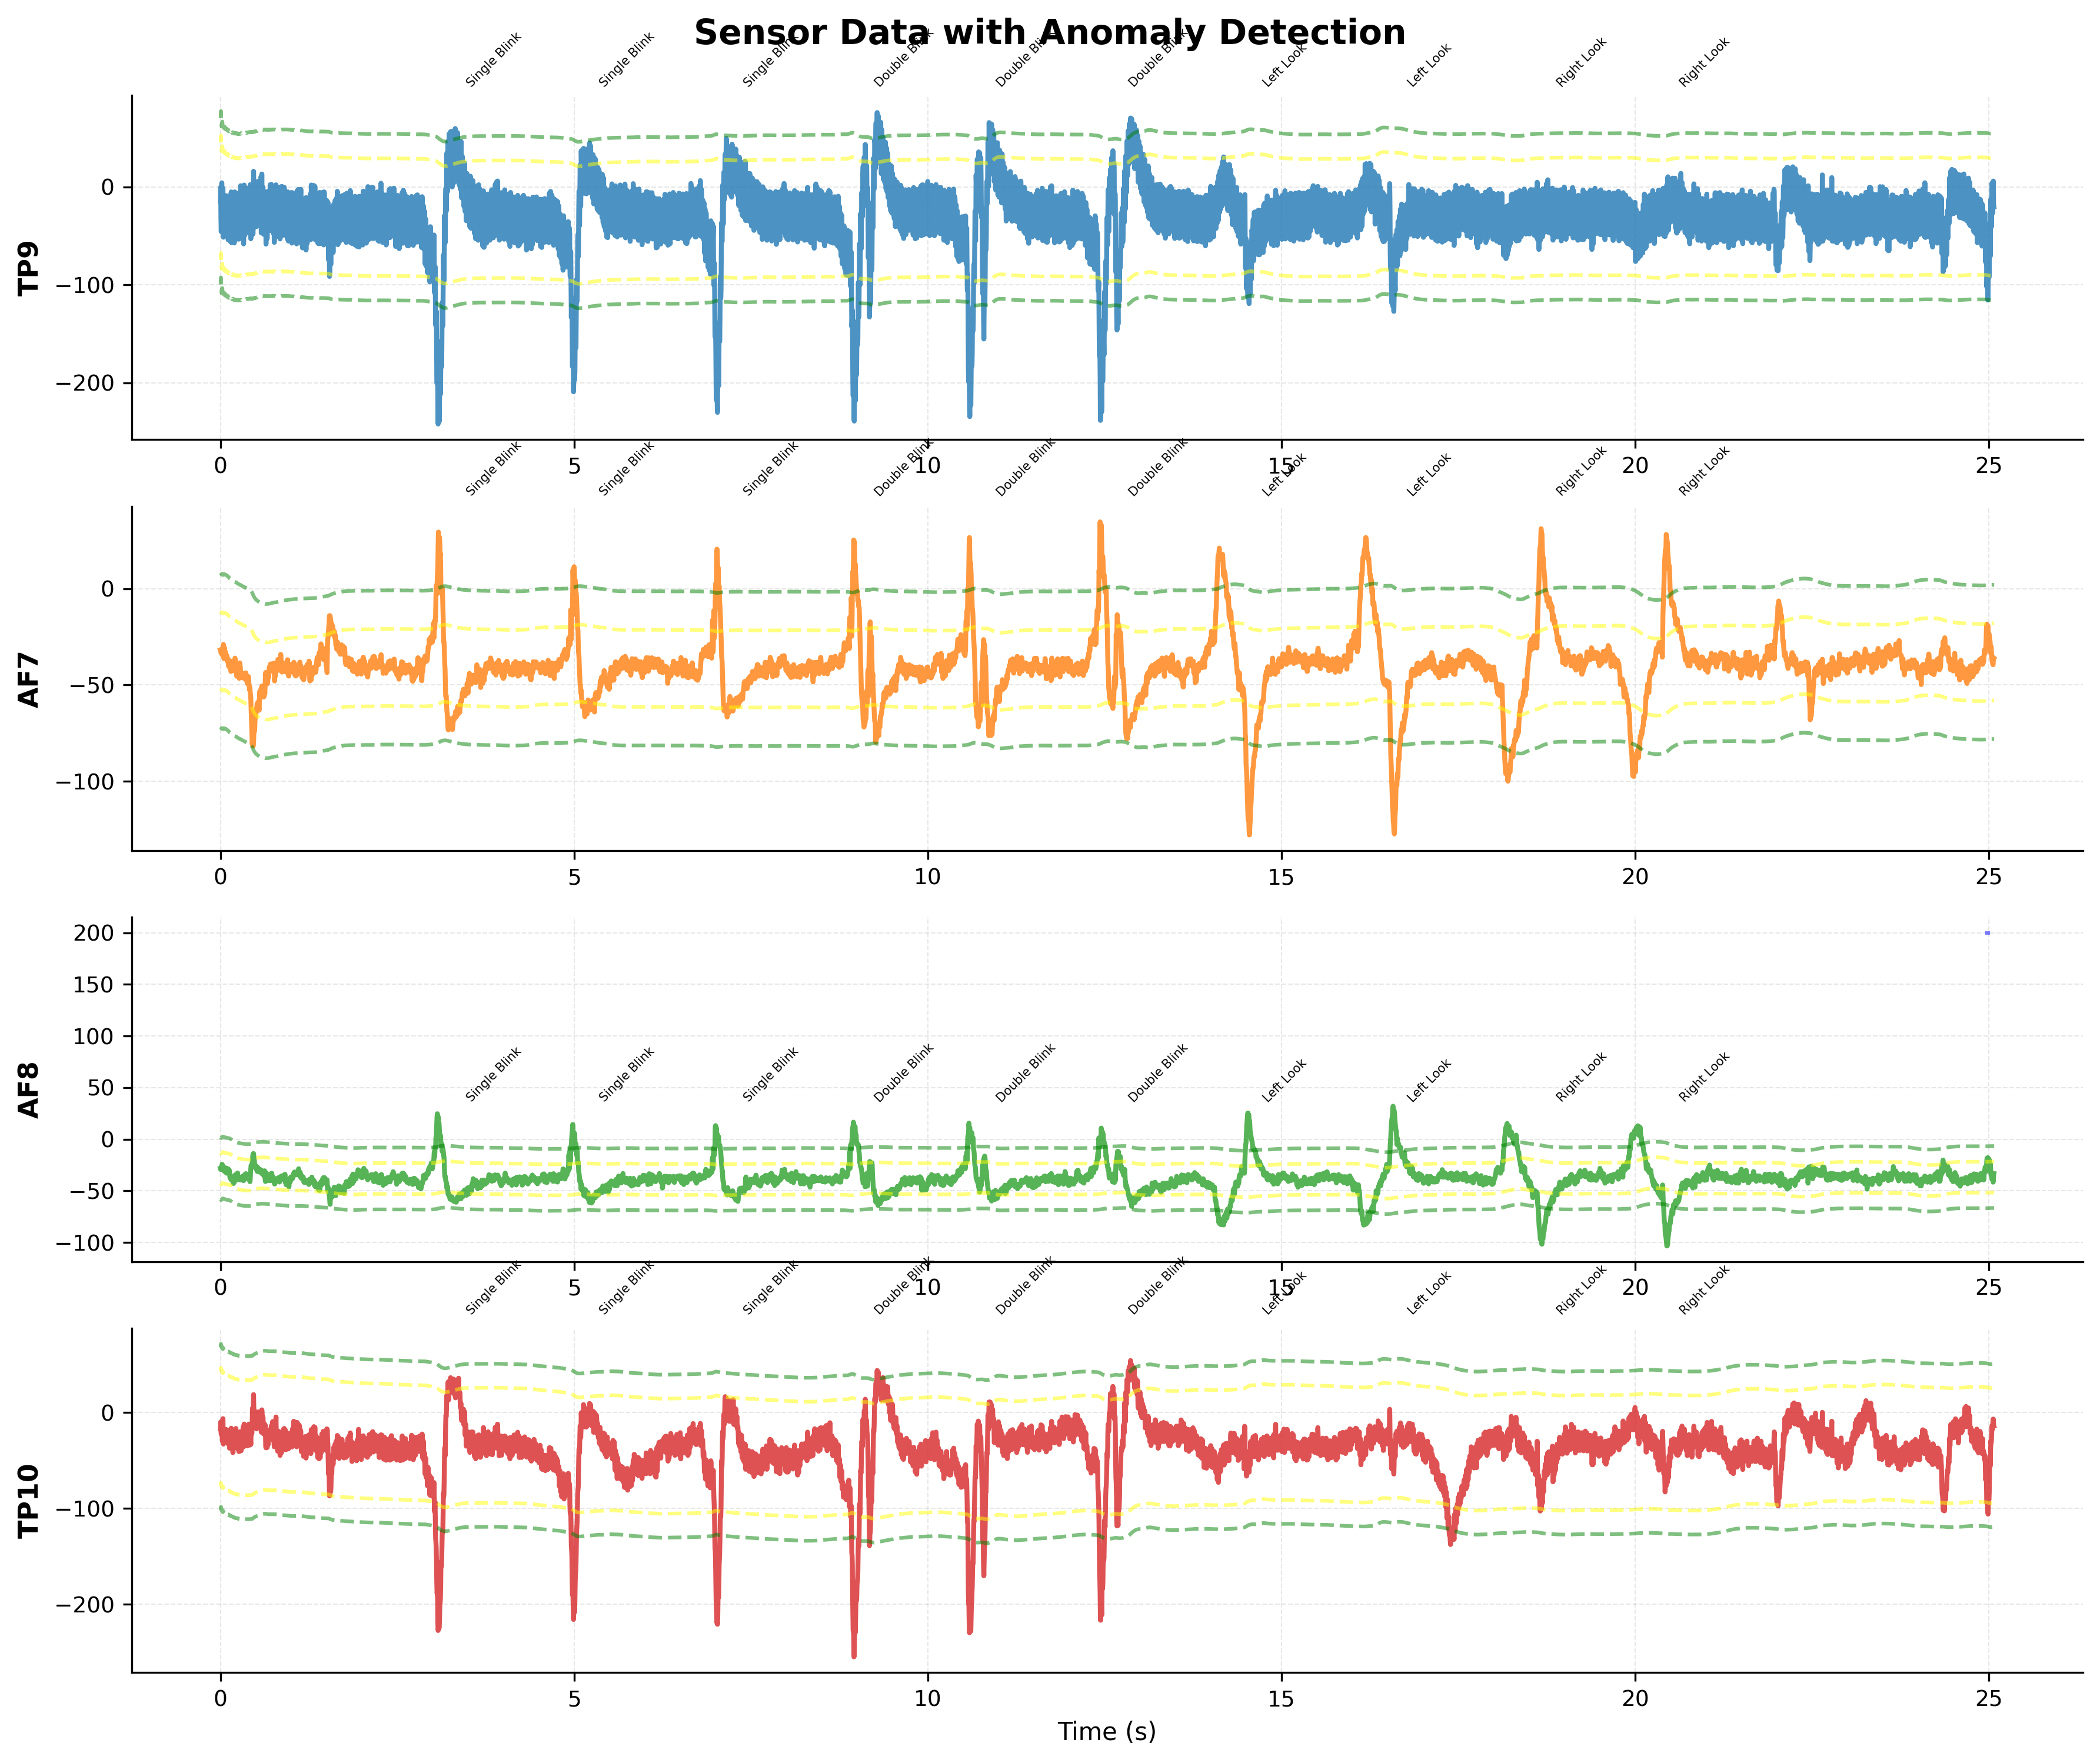 Sensor Data with Anomaly Detection
Single Blink Single Blink Single Blink Double Blink Double Blink Double Blink Left Look Left Look Right Look Right Look
TP9
0
−100
−200
0 5 10 15 20 25
Single Blink Single Blink Single Blink Double Blink Double Blink Double Blink Left Look Left Look Right Look Right Look
AF7
0
−50
−100
0 5 10 15 20 25
AF8
200
150
100
50
0
−50
−100
Single Blink Single Blink Single Blink Double Blink Double Blink Double Blink Left Look Left Look Right Look Right Look
0 5 10 15 20 25
Single Blink Single Blink Single Blink Double Blink Double Blink Double Blink Left Look Left Look Right Look Right Look
TP10
0
−100
−200
0 5 10 15 20 25
Time (s)